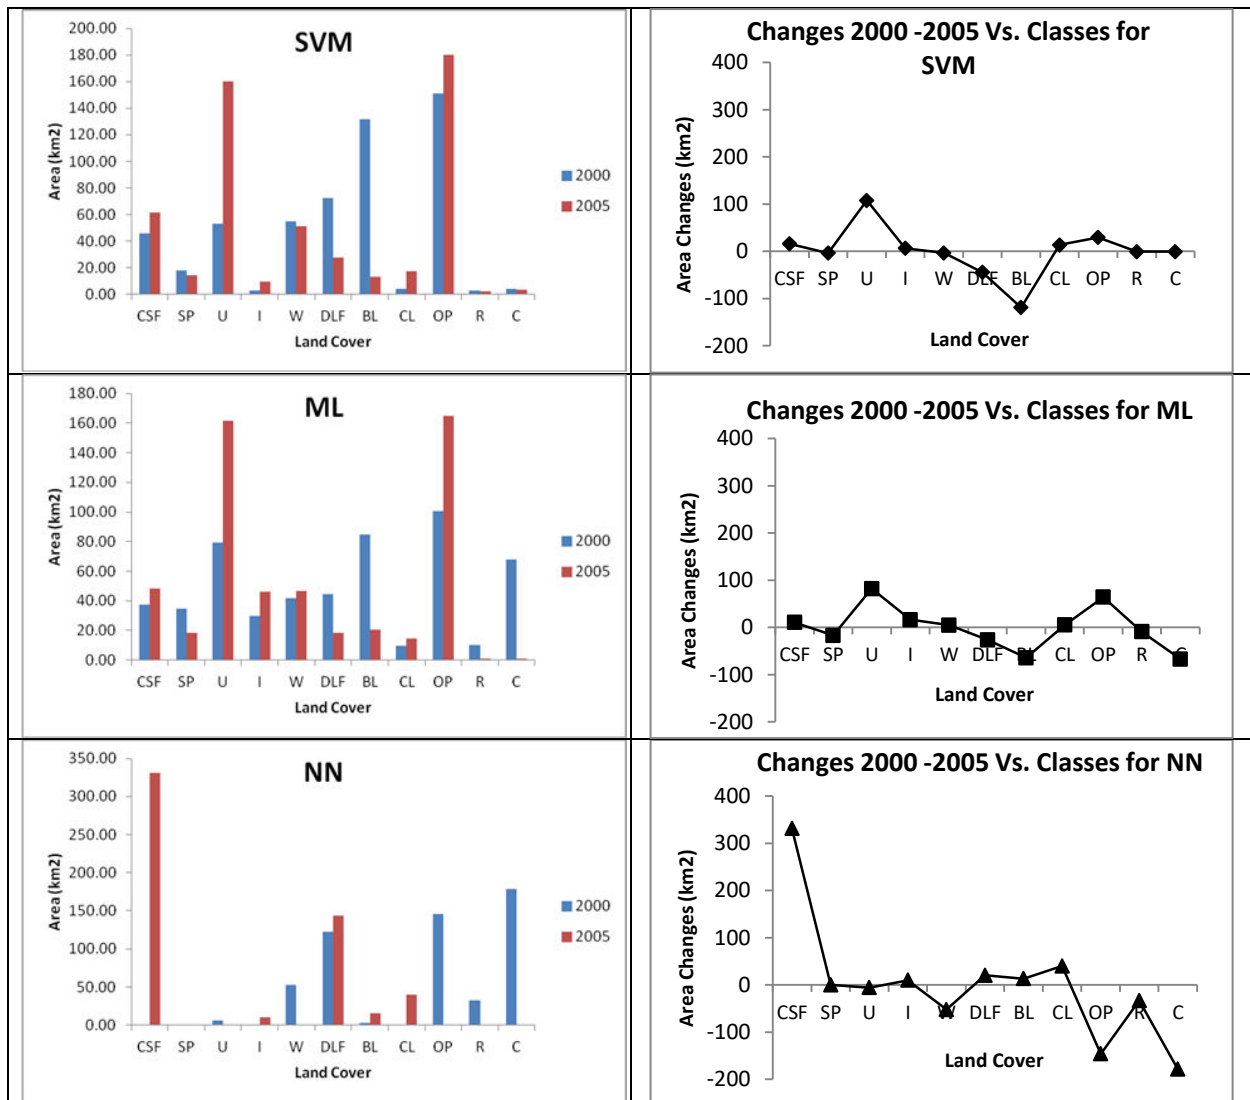 SVM
200.00
180.00
160.00
140.00
120.00
100.00
80.00
60.00
40.00
20.00
0.00
Area (km2)
CSF SP U I W DLF BL CL OP R C
Land Cover
2000
2005
Changes 2000 -2005 Vs. Classes for
SVM
400
300
200
100
0
-100
-200
Area Changes (km2)
CSF SP U I W DLF BL CL OP R C
Land Cover
ML
180.00
160.00
140.00
120.00
100.00
80.00
60.00
40.00
20.00
0.00
Area (km2)
CSF SP U I W DLF BL CL OP R C
Land Cover
2000
2005
Changes 2000 -2005 Vs. Classes for ML
400
300
200
100
0
-100
-200
Area Changes (km2)
CSF SP U I W DLF BL CL OP R C
Land Cover
NN
350.00
300.00
250.00
200.00
150.00
100.00
50.00
0.00
Area (km2)
CSF SP U I W DLF BL CL OP R C
Land Cover
2000
2005
Changes 2000 -2005 Vs. Classes for NN
400
300
200
100
0
-100
-200
Area Changes (km2)
CSF SP U I W DLF BL CL OP R C
Land Cover